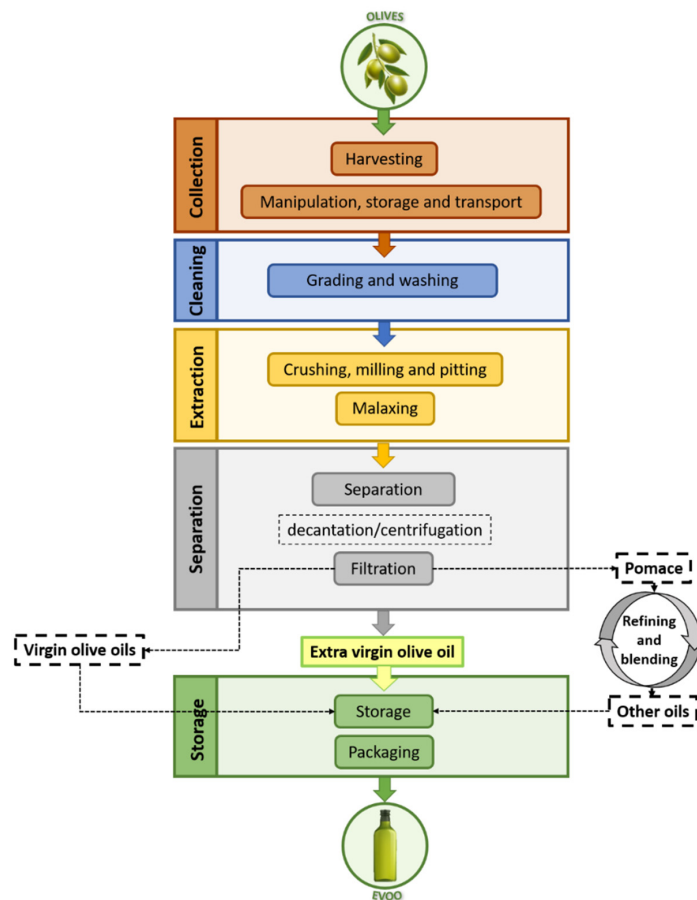 OLIVES
Collection
Harvesting
Manipulation, storage and transport
Cleaning
Grading and washing
Extraction
Crushing, milling and pitting
Malaxing
Separation
Separation
decantation/centrifugation
Filtration
Pomace
Refining
and
blending
Virgin olive oils
Extra virgin olive oil
Other oils
Storage
Storage
Packaging
EVOO